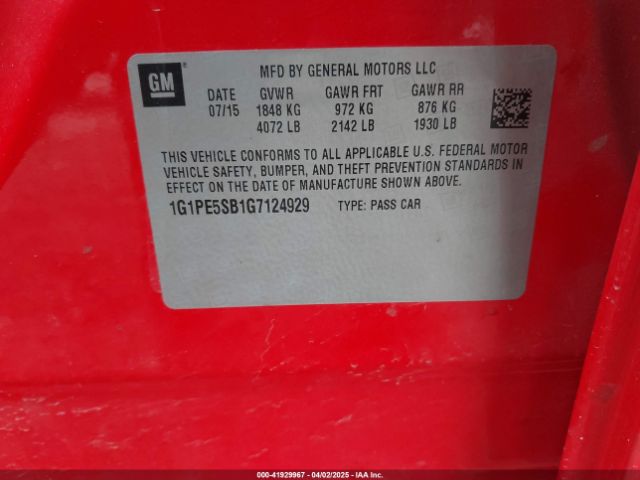 GM
MFD BY GENERAL MOTORS LLC
DATE GVWR GAWR FRT GAWR RR
07/15 1848 KG 972 KG 876 KG
4072 LB 2142 LB 1930 LB
THIS VEHICLE CONFORMS TO ALL APPLICABLE U.S. FEDERAL MOTOR
VEHICLE SAFETY, BUMPER, AND THEFT PREVENTION STANDARDS IN
EFFECT ON THE DATE OF MANUFACTURE SHOWN ABOVE.
1G1PE5SB1G7124929 TYPE: PASS CAR
000-41929967 - 04/02/2025 - IAA Inc.